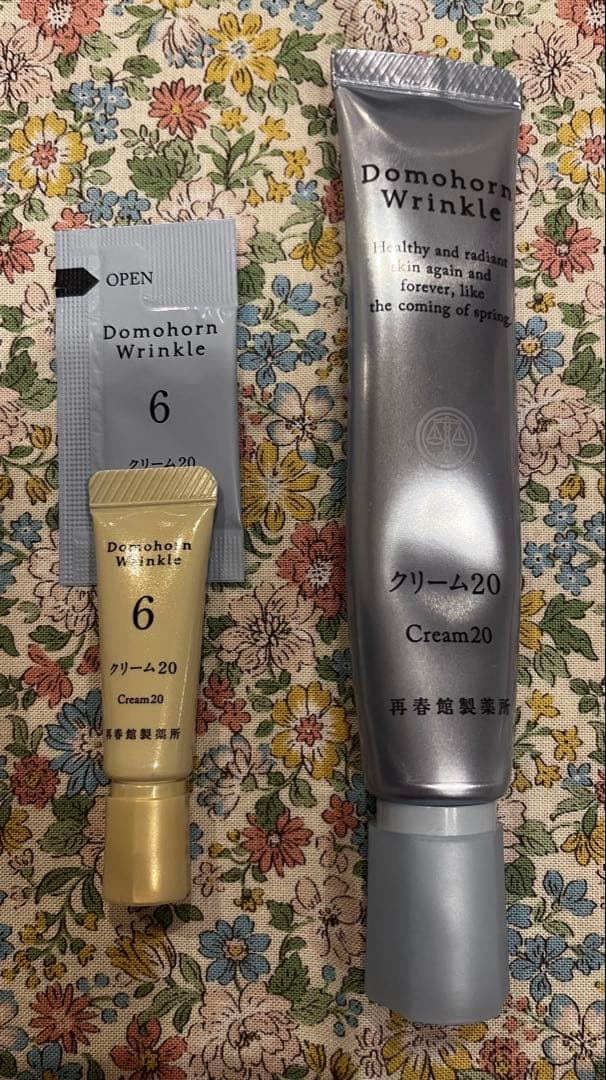 OPEN
Domohorn
Wrinkle
6
クリーム20
Domohorn
Wrinkle
6
クリーム20
Cream20
再春館製薬所
Domohorn
Wrinkle
Healthy and radiant
skin again and
forever, like
the coming of spring.
クリーム20
Cream20
再春館製薬所